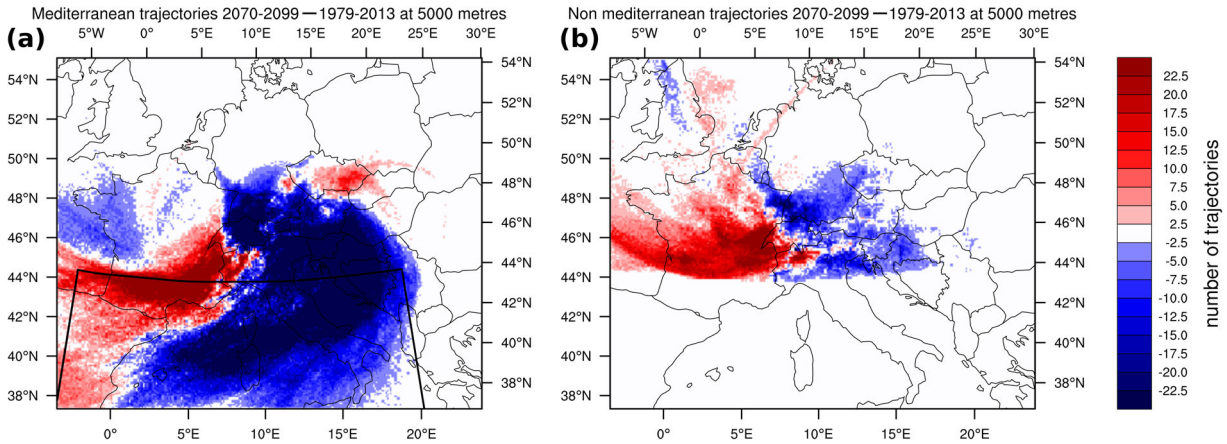 Mediterranean trajectories 2070-2099 — 1979-2013 at 5000 metres
(a)
5°W 0° 5°E 10°E 15°E 20°E 25°E 30°E
54°N 54°N
52°N 52°N
50°N 50°N
48°N 48°N
46°N 46°N
44°N 44°N
42°N 42°N
40°N 40°N
38°N 38°N
0° 5°E 10°E 15°E 20°E
Non mediterranean trajectories 2070-2099 — 1979-2013 at 5000 metres
(b)
5°W 0° 5°E 10°E 15°E 20°E 25°E 30°E
54°N 54°N
52°N 52°N
50°N 50°N
48°N 48°N
46°N 46°N
44°N 44°N
42°N 42°N
40°N 40°N
38°N 38°N
0° 5°E 10°E 15°E 20°E
22.5
20.0
17.5
15.0
12.5
10.0
7.5
5.0
2.5
-2.5
-5.0
-7.5
-10.0
-12.5
-15.0
-17.5
-20.0
-22.5
number of trajectories